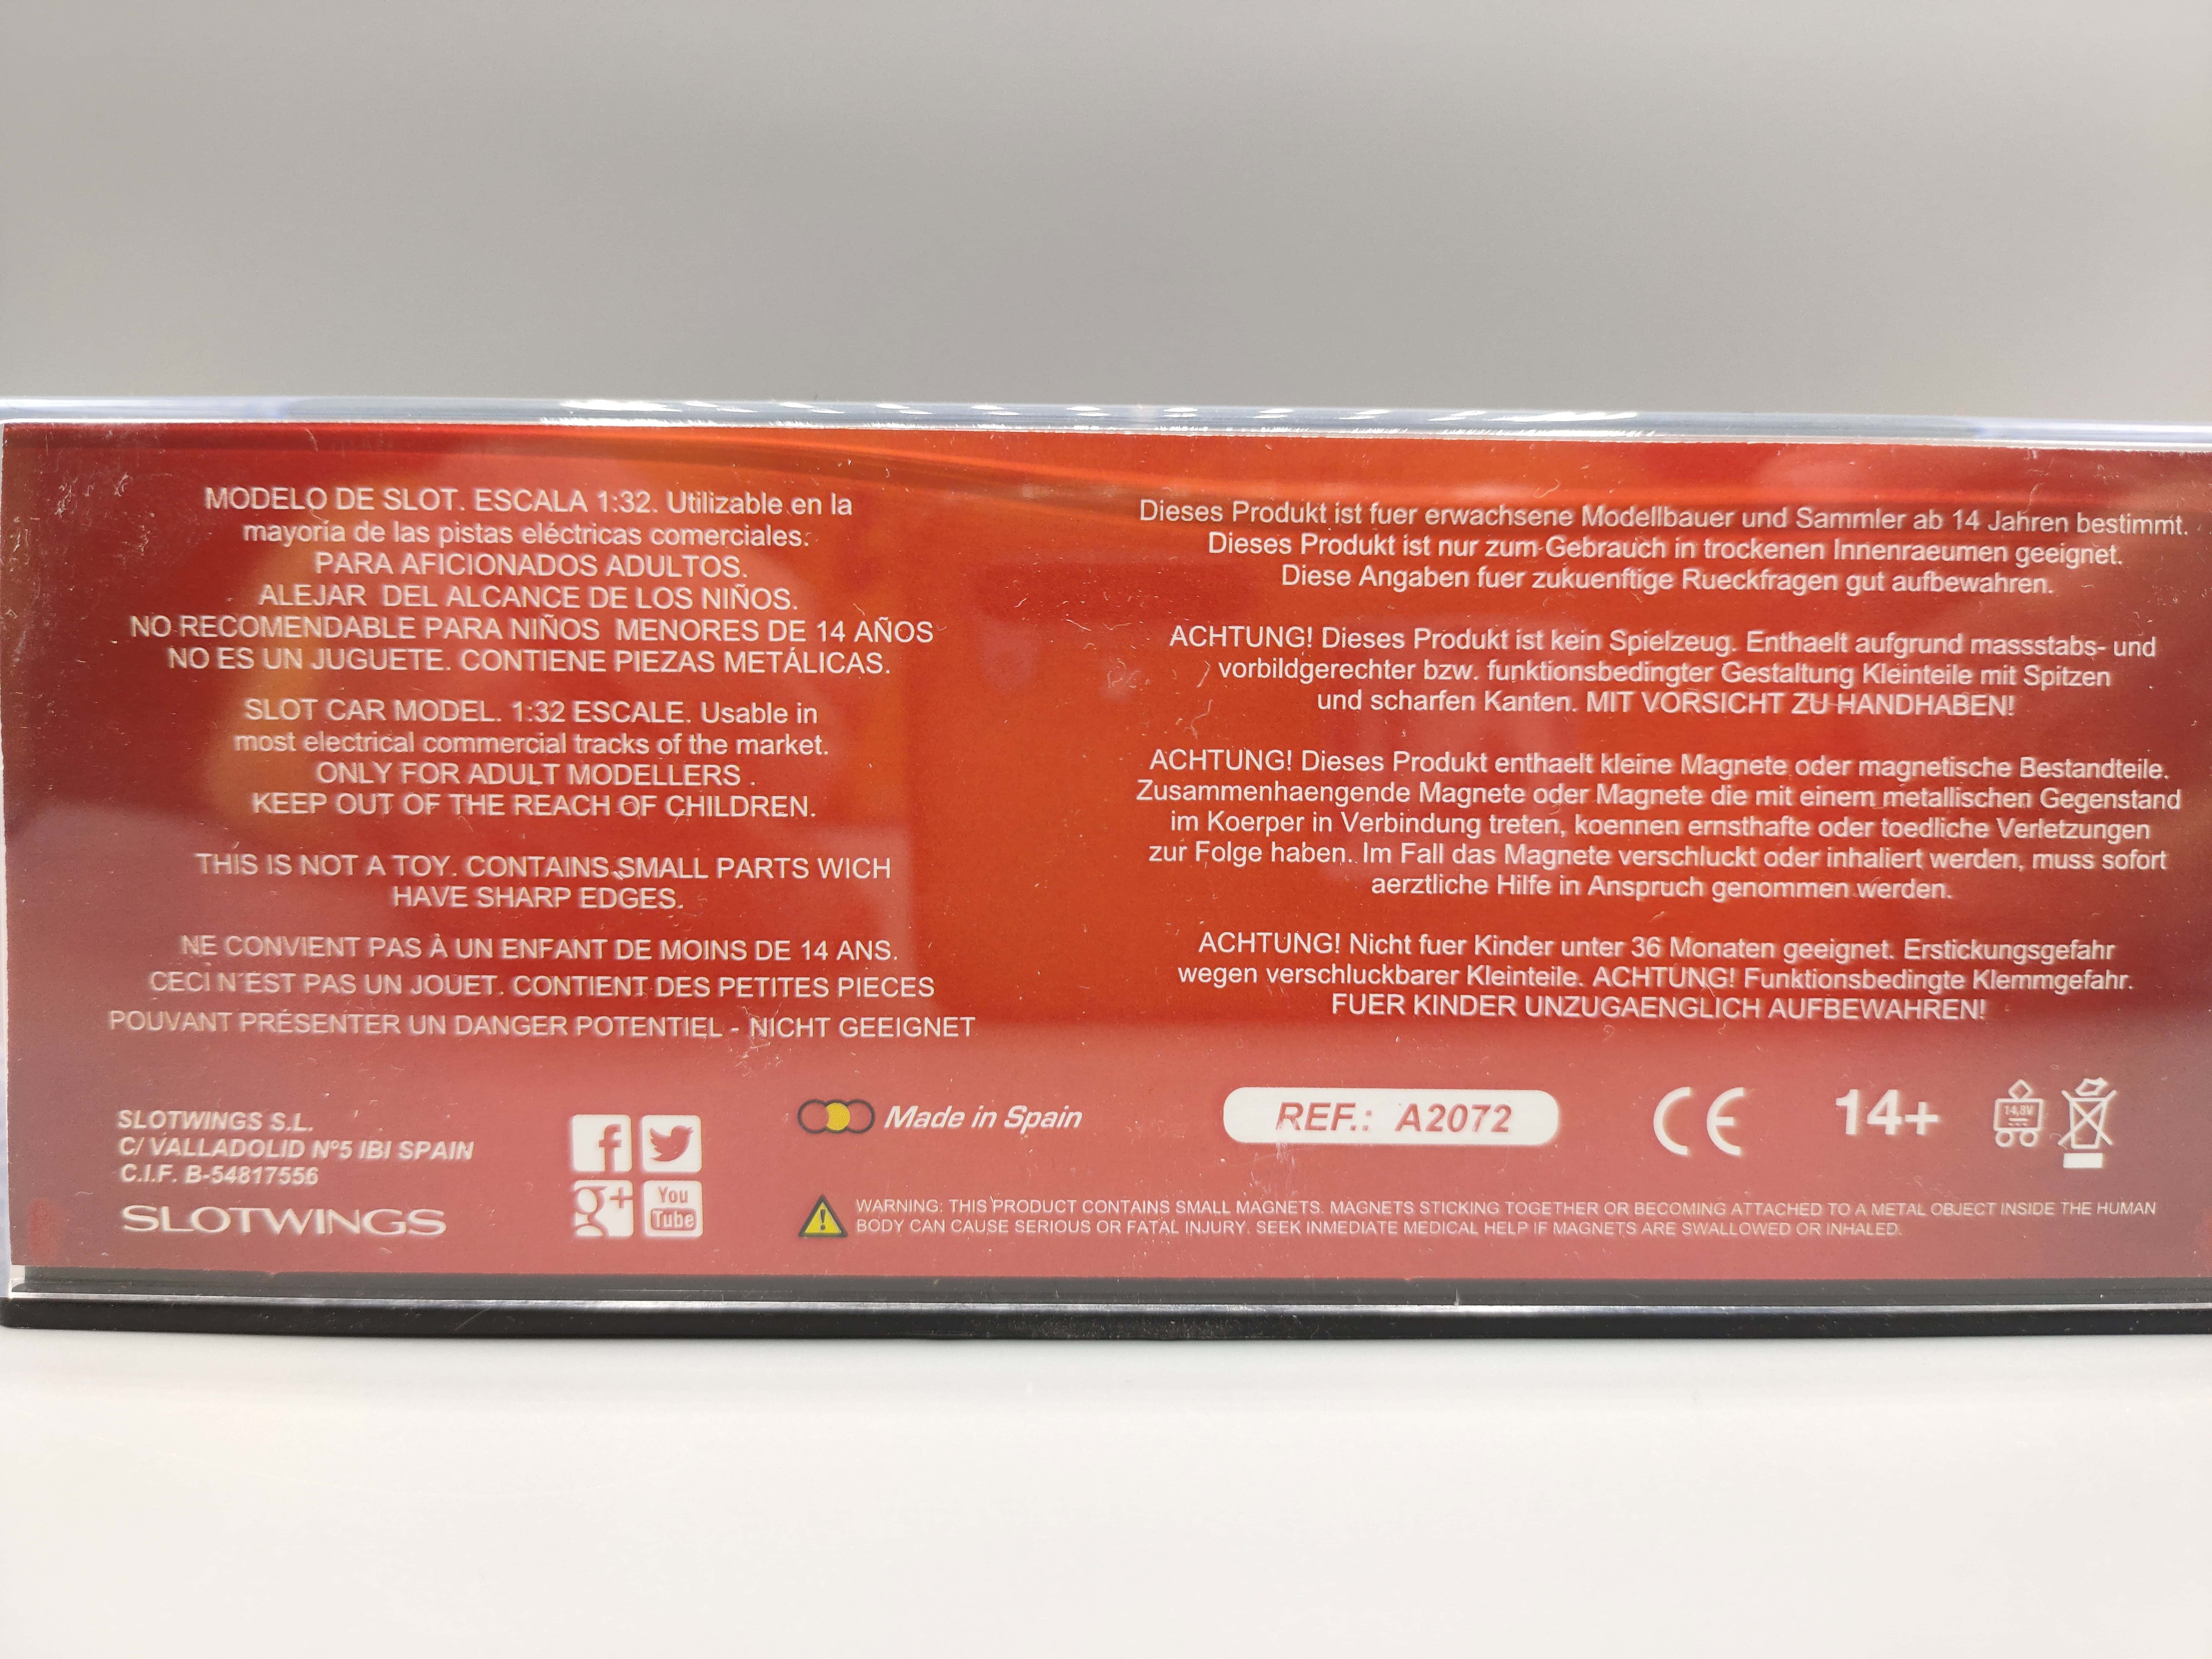 MODELO DE SLOT. ESCALA 1:32. Utilizable en la
mayoría de las pistas eléctricas comerciales.
PARA AFICIONADOS ADULTOS.
ALEJAR DEL ALCANCE DE LOS NIÑOS.
NO RECOMENDABLE PARA NIÑOS MENORES DE 14 AÑOS
NO ES UN JUGUETE. CONTIENE PIEZAS METÁLICAS.
SLOT CAR MODEL. 1:32 ESCALE. Usable in
most electrical commercial tracks of the market.
ONLY FOR ADULT MODELLERS .
KEEP OUT OF THE REACH OF CHILDREN.
THIS IS NOT A TOY. CONTAINS SMALL PARTS WICH
HAVE SHARP EDGES.
NE CONVIENT PAS À UN ENFANT DE MOINS DE 14 ANS.
CECI N´EST PAS UN JOUET. CONTIENT DES PETITES PIECES
POUVANT PRÉSENTER UN DANGER POTENTIEL - NICHT GEEIGNET
Dieses Produkt ist fuer erwachsene Modellbauer und Sammler ab 14 Jahren bestimmt.
Dieses Produkt ist nur zum Gebrauch in trockenen Innenraeumen geeignet.
Diese Angaben fuer zukuenftige Rueckfragen gut aufbewahren.
ACHTUNG! Dieses Produkt ist kein Spielzeug. Enthaelt aufgrund massstabs- und
vorbildgerechter bzw. funktionsbedingter Gestaltung Kleinteile mit Spitzen
und scharfen Kanten. MIT VORSICHT ZU HANDHABEN!
ACHTUNG! Dieses Produkt enthaelt kleine Magnete oder magnetische Bestandteile.
Zusammenhaengende Magnete oder Magnete die mit einem metallischen Gegenstand
im Koerper in Verbindung treten, koennen ernsthafte oder toedliche Verletzungen
zur Folge haben. Im Fall das Magnete verschluckt oder inhaliert werden, muss sofort
aerztliche Hilfe in Anspruch genommen werden.
ACHTUNG! Nicht fuer Kinder unter 36 Monaten geeignet. Erstickungsgefahr
wegen verschluckbarer Kleinteile. ACHTUNG! Funktionsbedingte Klemmgefahr.
FUER KINDER UNZUGAENGLICH AUFBEWAHREN!
SLOTWINGS S.L.
C/ VALLADOLID Nº5 IBI SPAIN
C.I.F. B-54817556
SLOTWINGS
f
g+
You
Tube
Made in Spain
REF.: A2072
CE
14+
14,8V
WARNING: THIS PRODUCT CONTAINS SMALL MAGNETS. MAGNETS STICKING TOGETHER OR BECOMING ATTACHED TO A METAL OBJECT INSIDE THE HUMAN
BODY CAN CAUSE SERIOUS OR FATAL INJURY. SEEK INMEDIATE MEDICAL HELP IF MAGNETS ARE SWALLOWED OR INHALED.